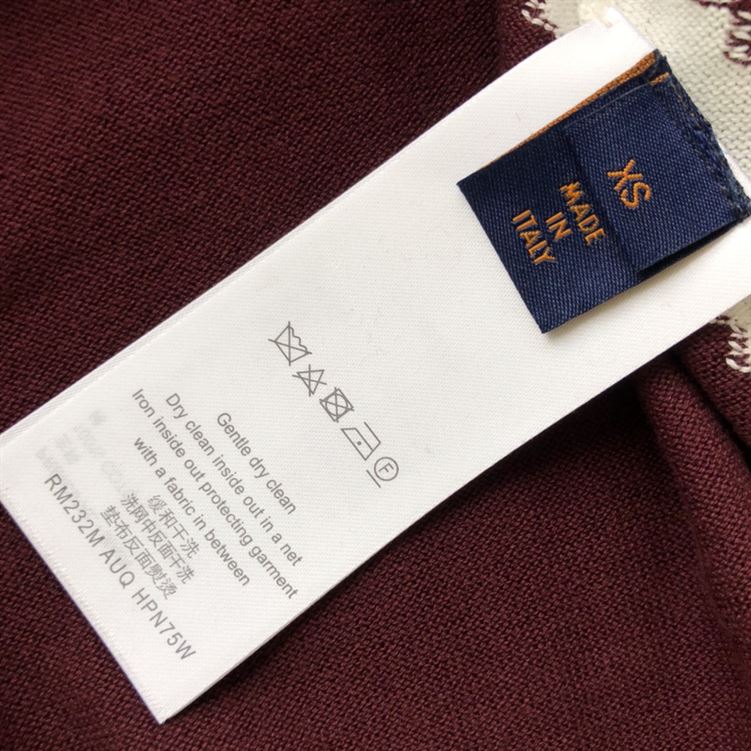 XS
MADE
IN
ITALY
Gentle dry clean
Dry clean inside out in a net
Iron inside out protecting garment
with a fabric in between
缓和干洗
洗网中反面干洗
垫布反面熨烫
RM232M AUQ HPN75W